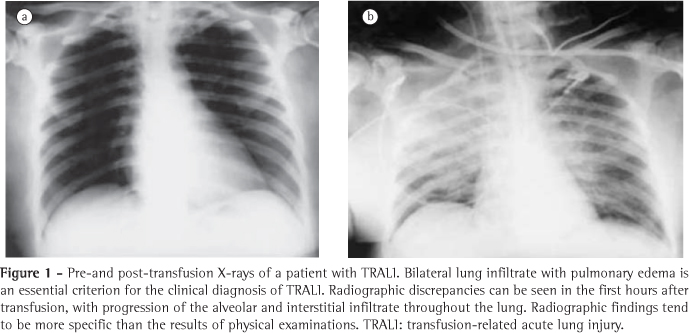 a
b
Figure 1 - Pre-and post-transfusion X-rays of a patient with TRALI. Bilateral lung infiltrate with pulmonary edema is
an essential criterion for the clinical diagnosis of TRALI. Radiographic discrepancies can be seen in the first hours after
transfusion, with progression of the alveolar and interstitial infiltrate throughout the lung. Radiographic findings tend
to be more specific than the results of physical examinations. TRALI: transfusion-related acute lung injury.